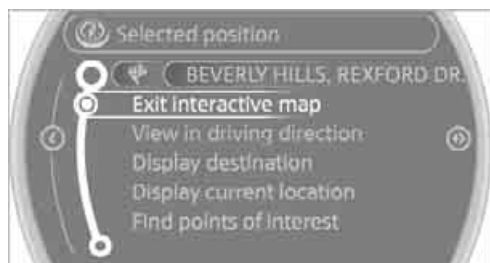 Selected position
BEVERLY HILLS, REXFORD DR.
Exit interactive map
View in driving direction
Display destination
Display current location
Find points of interest